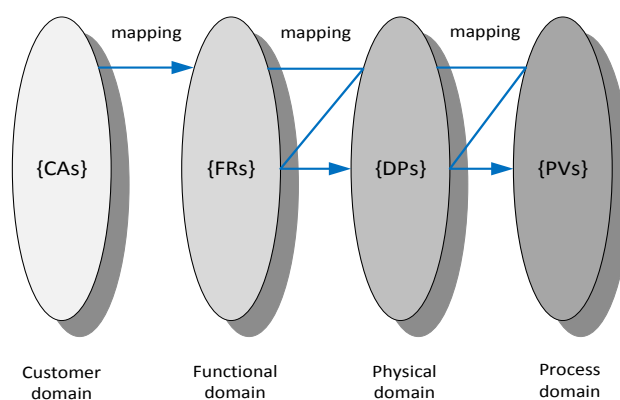 mapping mapping mapping
{CAs} {FRs} {DPs} {PVs}
Customer domain
Functional domain
Physical domain
Process domain